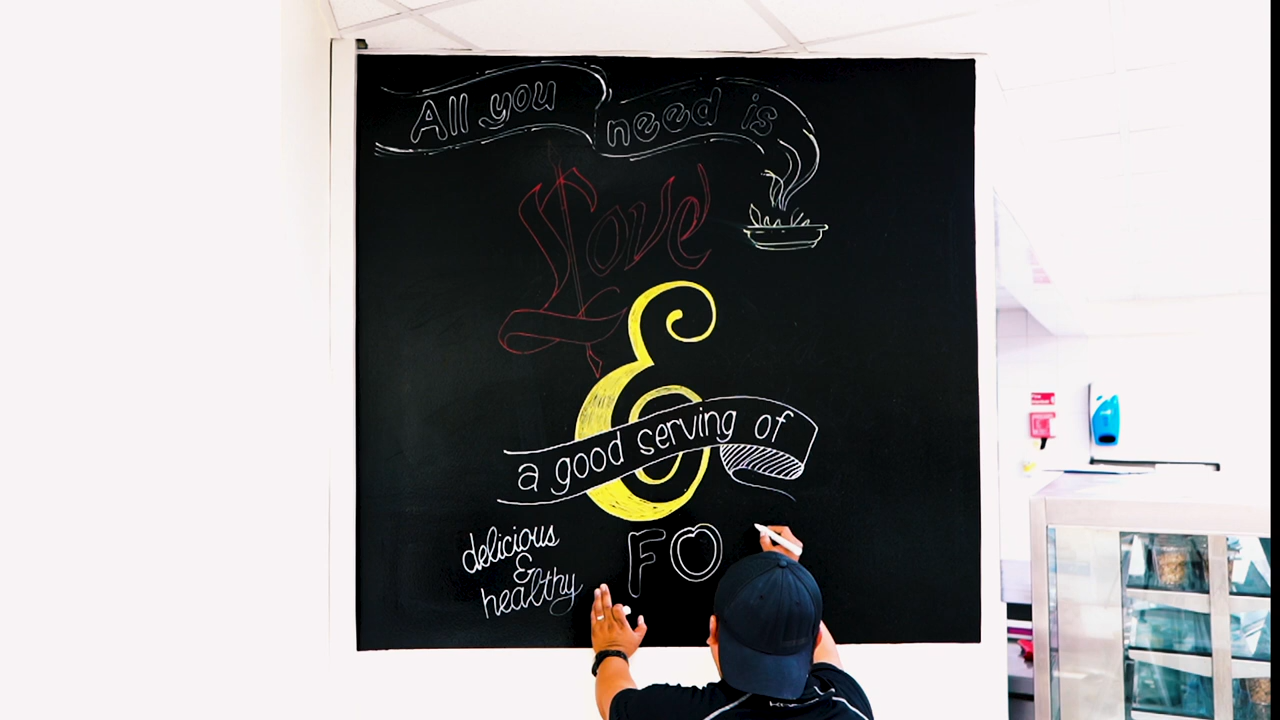 All you
need is
love
&
a good serving of
delicious
&
healthy
FO